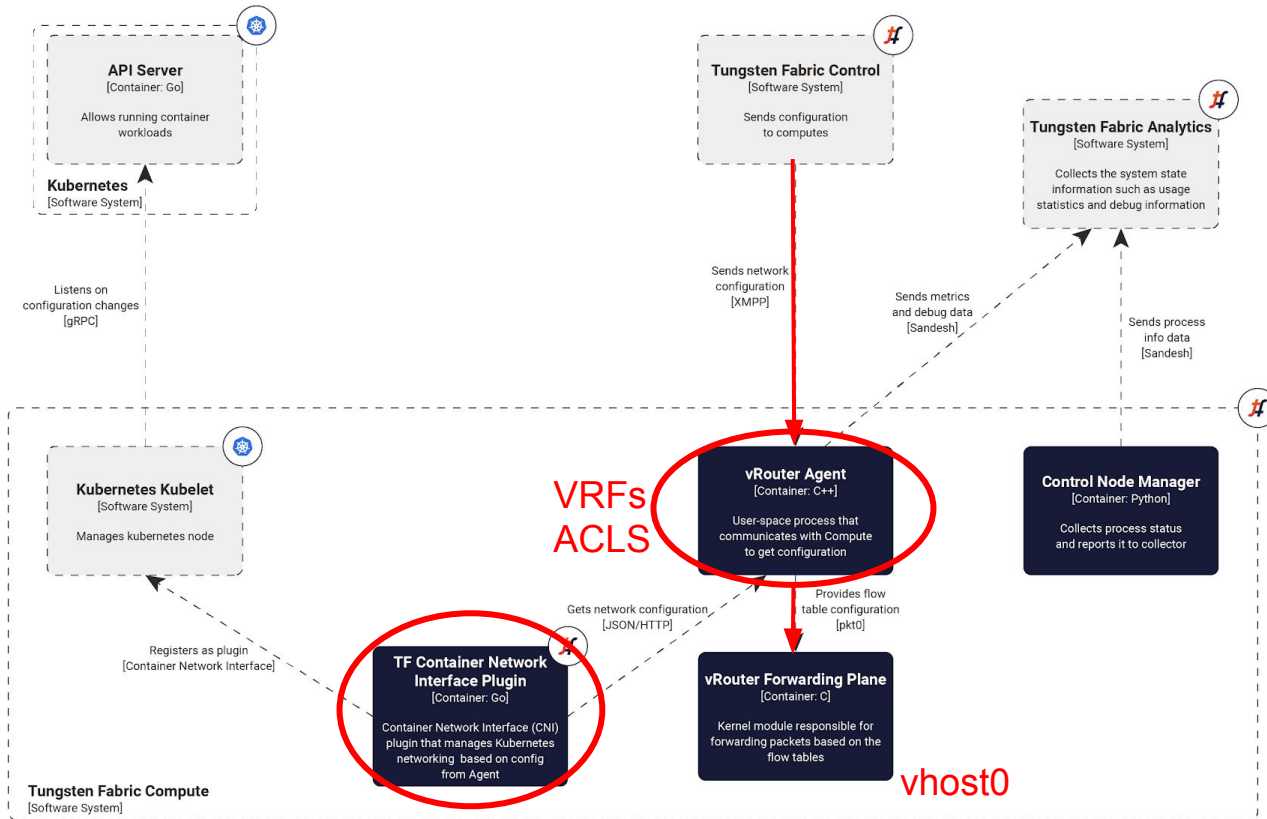 API Server
[Container: Go]
Allows running container
workloads
Kubernetes
[Software System]
Tungsten Fabric Control
[Software System]
Sends configuration
to computes
Tungsten Fabric Analytics
[Software System]
Collects the system state
information such as usage
statistics and debug information
Listens on
configuration changes
[gRPC]
Sends network
configuration
[XMPP]
Sends metrics
and debug data
[Sandesh]
Sends process
info data
[Sandesh]
Kubernetes Kubelet
[Software System]
Manages kubernetes node
VRFs
ACLS
vRouter Agent
[Container: C++]
User-space process that
communicates with Compute
to get configuration
Control Node Manager
[Container: Python]
Collects process status
and reports it to collector
Registers as plugin
[Container Network Interface]
Gets network configuration
[JSON/HTTP]
Provides flow
table configuration
[pkt0]
TF Container Network
Interface Plugin
[Container: Go]
Container Network Interface (CNI)
plugin that manages Kubernetes
networking based on config
from Agent
vRouter Forwarding Plane
[Container: C]
Kernel module responsible for
forwarding packets based on the
flow tables
vhost0
Tungsten Fabric Compute
[Software System]